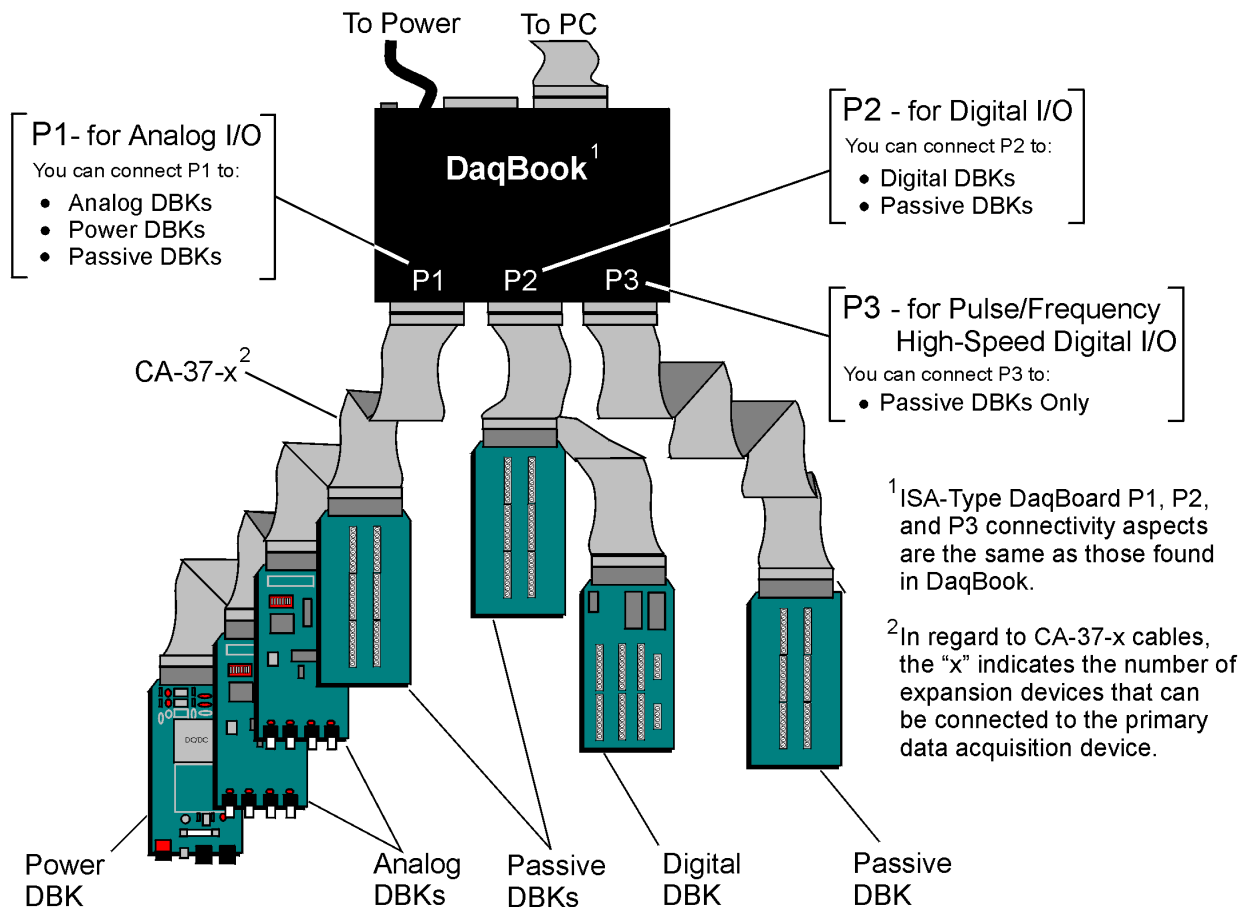 To Power
To PC
P1- for Analog I/O
You can connect P1 to:
• Analog DBKs
• Power DBKs
• Passive DBKs
DaqBook1
P2 - for Digital I/O
You can connect P2 to:
• Digital DBKs
• Passive DBKs
P1
P2
P3
P3 - for Pulse/Frequency
High-Speed Digital I/O
You can connect P3 to:
• Passive DBKs Only
CA-37-x2
1ISA-Type DaqBoard P1, P2,
and P3 connectivity aspects
are the same as those found
in DaqBook.
2In regard to CA-37-x cables,
the “x” indicates the number of
expansion devices that can
be connected to the primary
data acquisition device.
DC/DC
Power
DBK
Analog
DBKs
Passive
DBKs
Digital
DBK
Passive
DBK